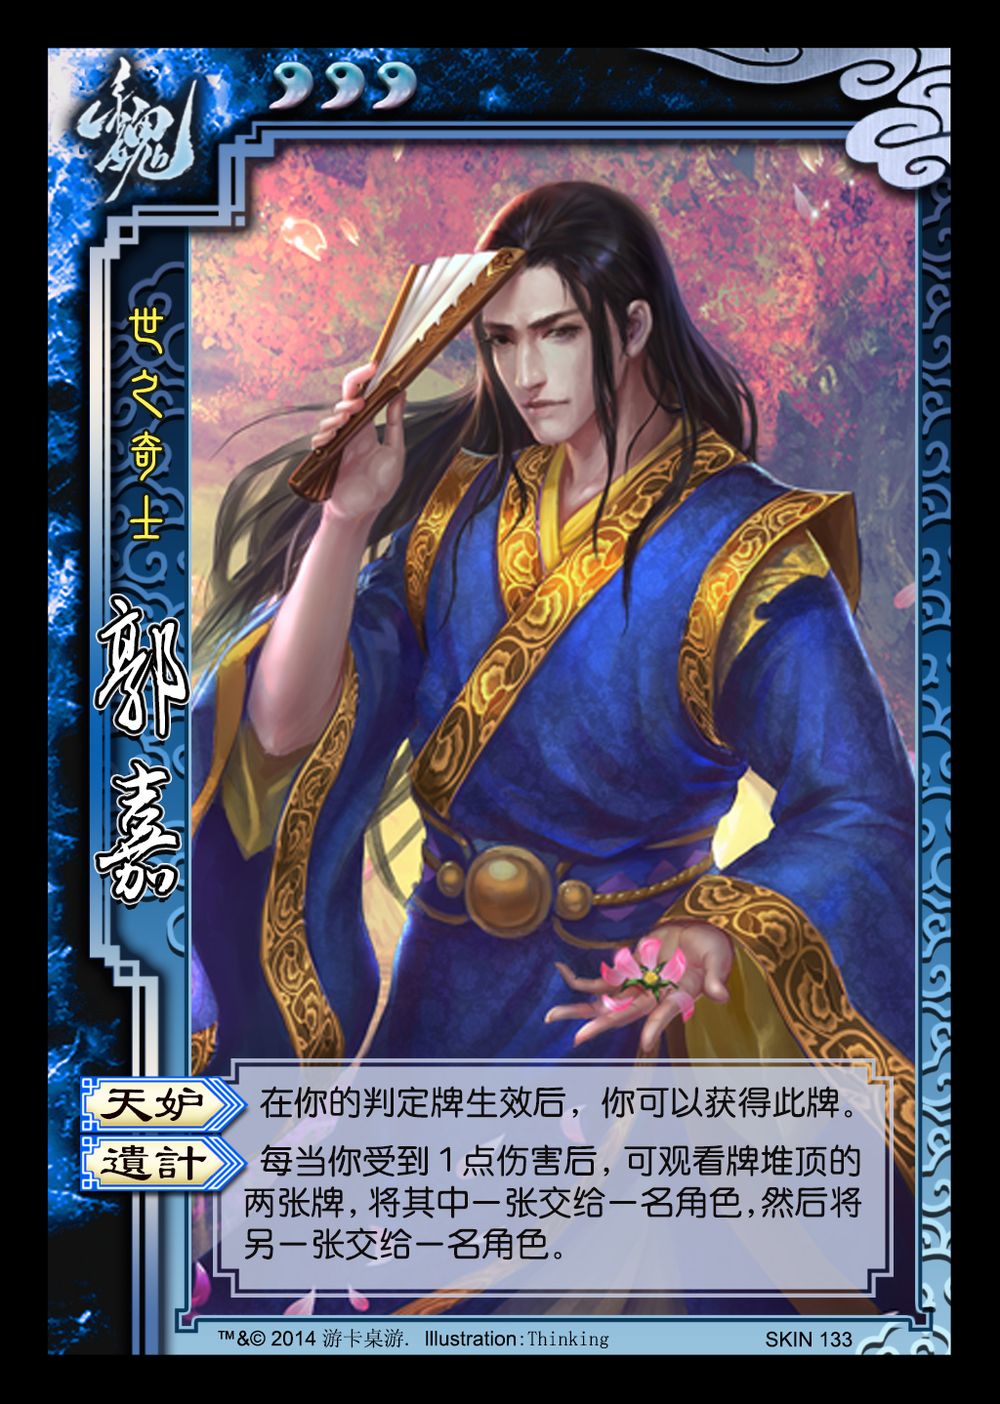 魏
世之奇士
郭嘉
天妒
在你的判定牌生效后，你可以获得此牌。
遺計
每当你受到1点伤害后，可观看牌堆顶的
两张牌，将其中一张交给一名角色，然后将
另一张交给一名角色。
™&© 2014 游卡桌游. Illustration:Thinking
SKIN 133